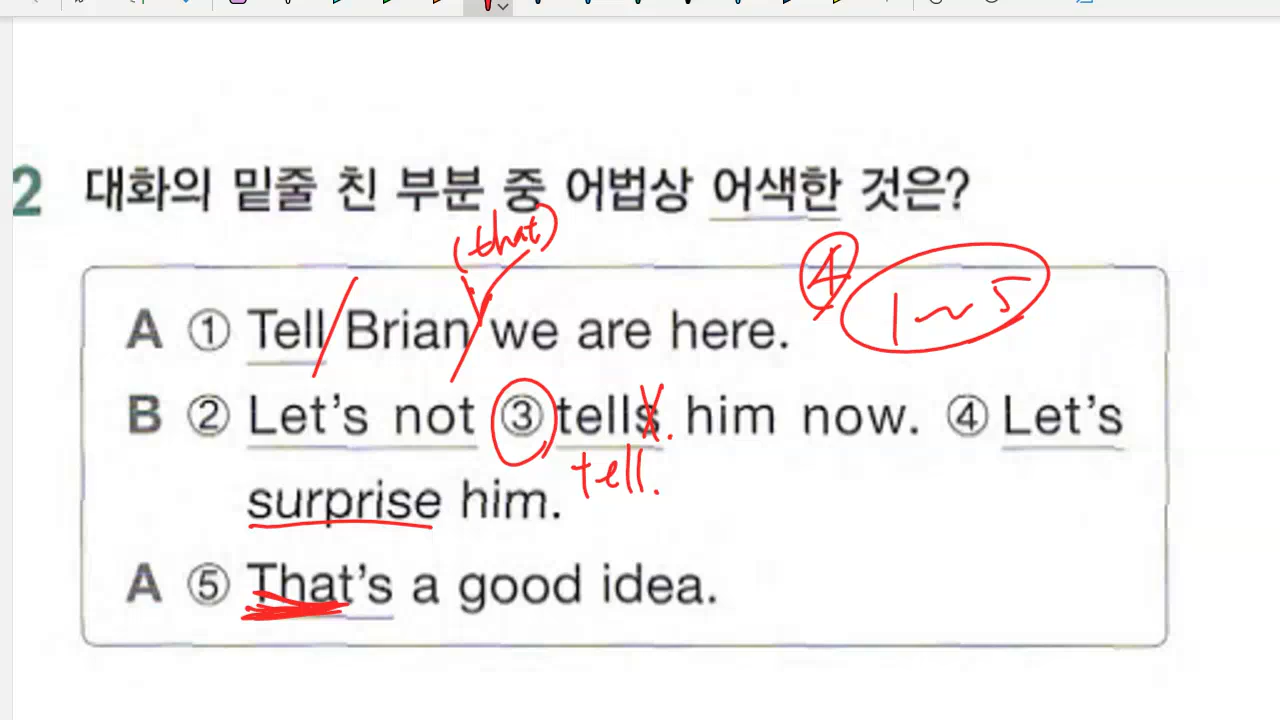 2 대화의 밑줄 친 부분 중 어법상 어색한 것은?
(that)
④ 1~5
A ① Tell Brian we are here.
B ② Let's not ③ tells him now. ④ Let's
tell.
surprise him.
A ⑤ That's a good idea.